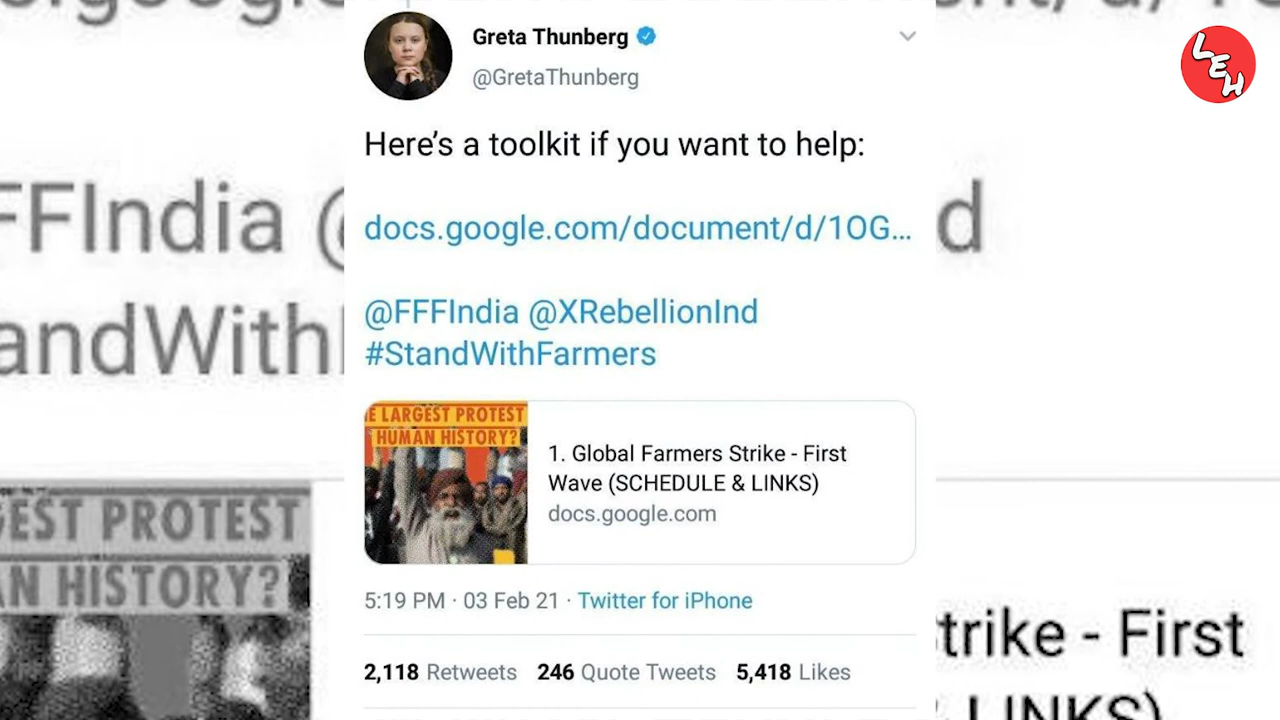 Greta Thunberg
@GretaThunberg
LEH
Here’s a toolkit if you want to help:
docs.google.com/document/d/1OG…
@FFFIndia @XRebellionInd
#StandWithFarmers
E LARGEST PROTEST
HUMAN HISTORY?
1. Global Farmers Strike - First
Wave (SCHEDULE & LINKS)
docs.google.com
5:19 PM · 03 Feb 21 · Twitter for iPhone
2,118 Retweets 246 Quote Tweets 5,418 Likes
FFIndia @
d
andWith
EST PROTEST
AN HISTORY?
trike - First
& LINKS)